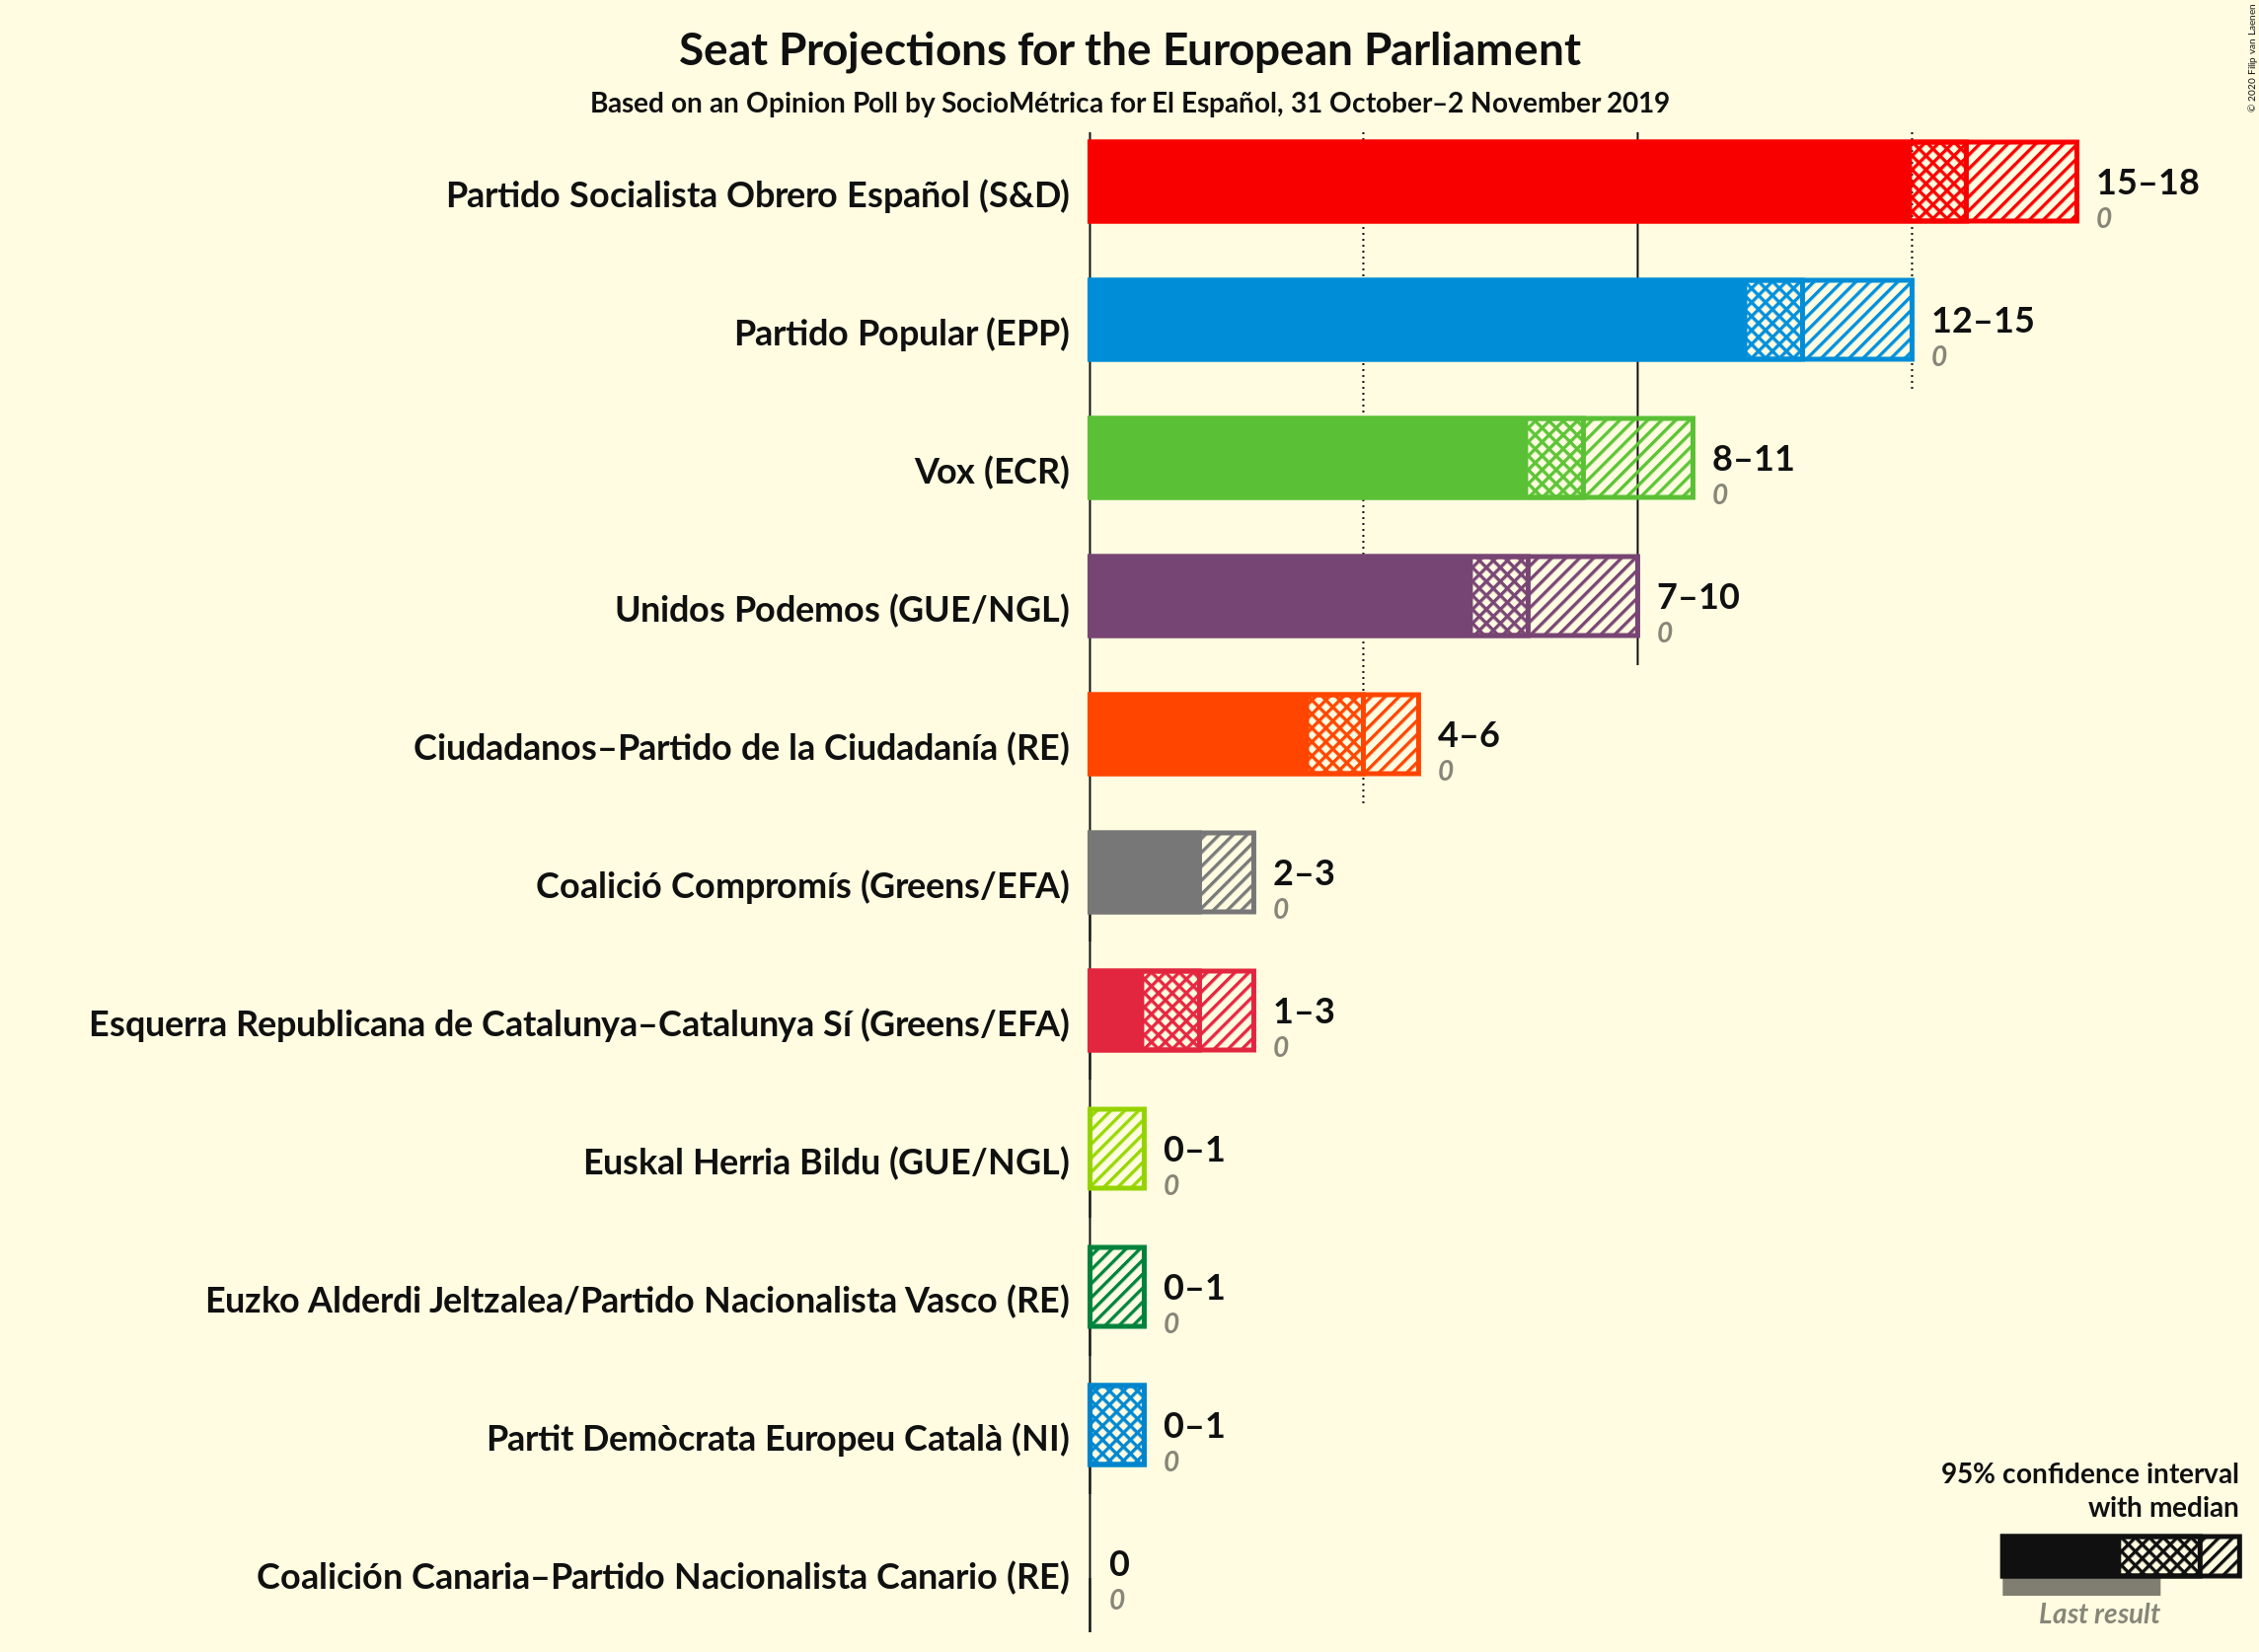 Seat Projections for the European Parliament
Based on an Opinion Poll by SocioMétrica for El Español, 31 October–2 November 2019
© 2020 Filip van Laenen
Partido Socialista Obrero Español (S&D)
15–18
0
Partido Popular (EPP)
12–15
0
Vox (ECR)
8–11
0
Unidos Podemos (GUE/NGL)
7–10
0
Ciudadanos–Partido de la Ciudadanía (RE)
4–6
0
Coalició Compromís (Greens/EFA)
2–3
0
Esquerra Republicana de Catalunya–Catalunya Sí (Greens/EFA)
1–3
0
Euskal Herria Bildu (GUE/NGL)
0–1
0
Euzko Alderdi Jeltzalea/Partido Nacionalista Vasco (RE)
0–1
0
Partit Demòcrata Europeu Català (NI)
0–1
0
Coalición Canaria–Partido Nacionalista Canario (RE)
0
0
95% confidence interval
with median
Last result